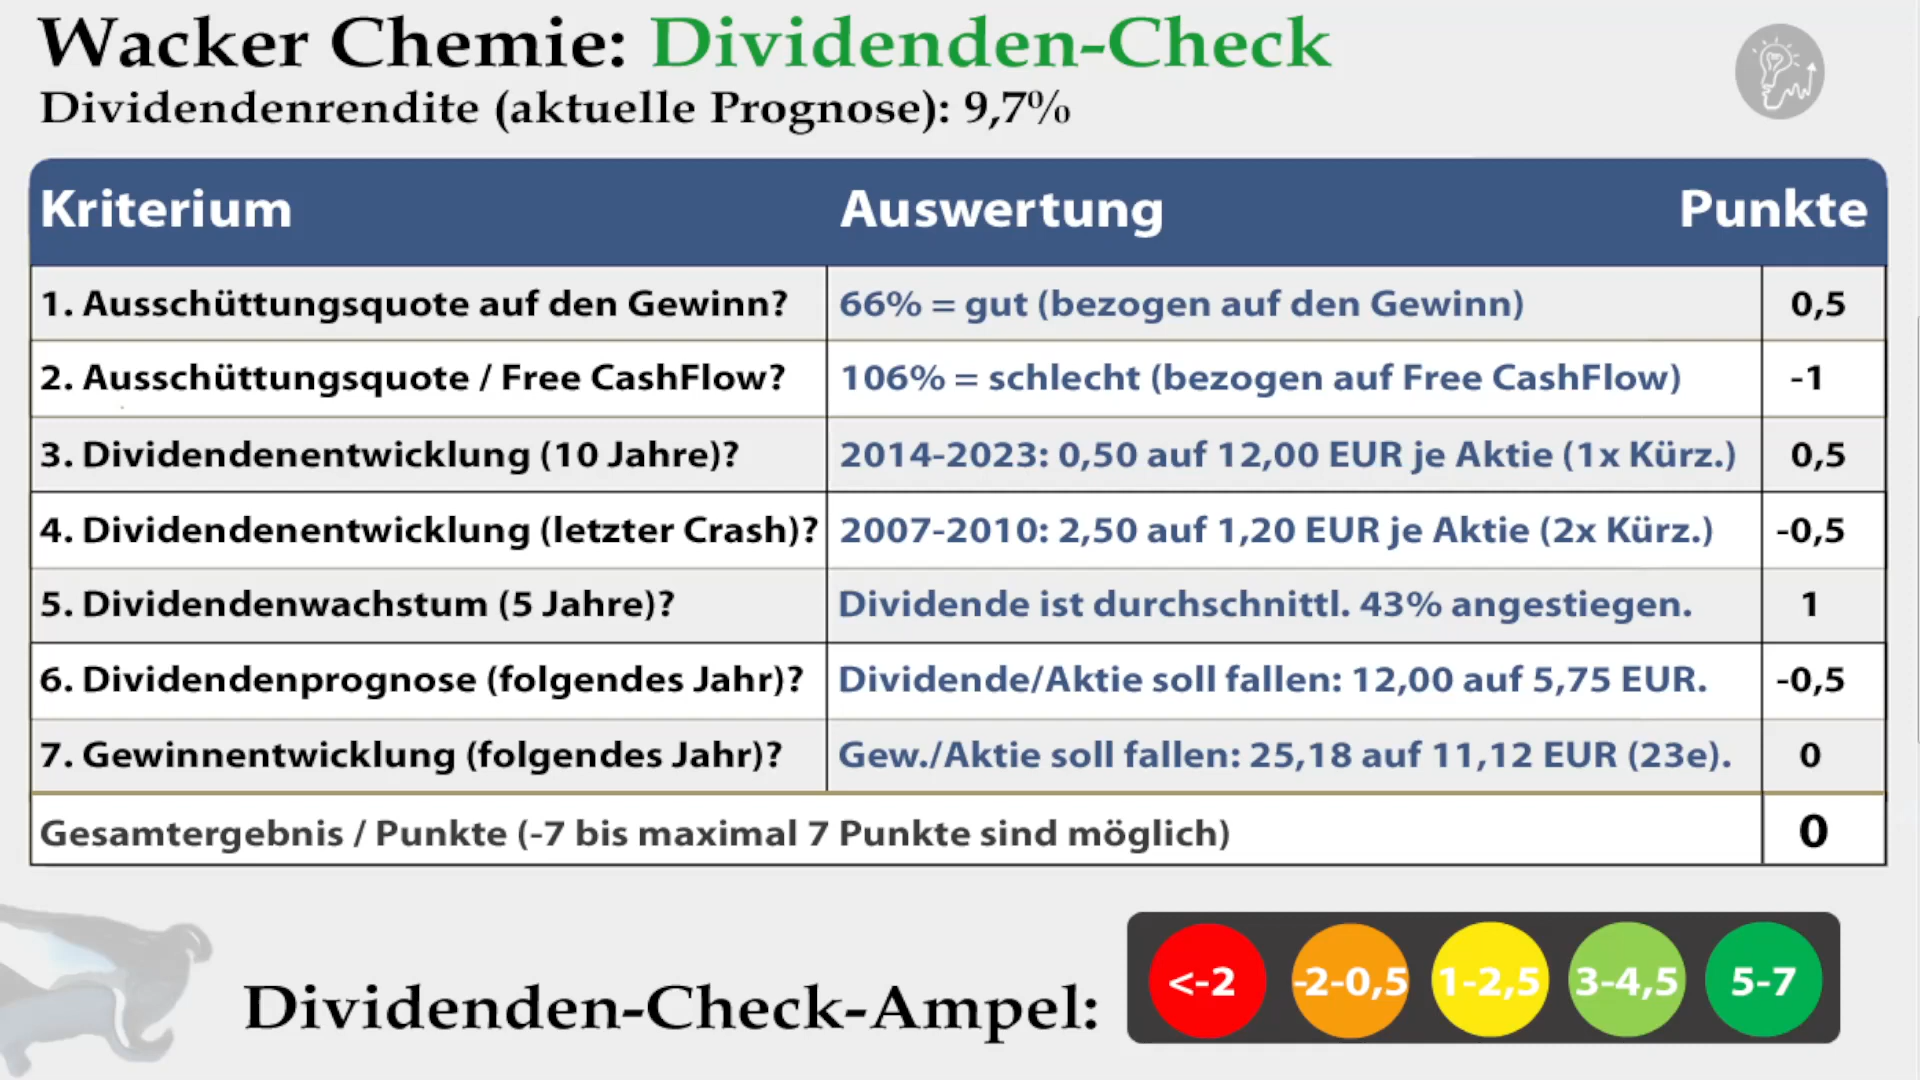 Wacker Chemie: Dividenden-Check
Dividendenrendite (aktuelle Prognose): 9,7%
Kriterium Auswertung Punkte
1. Ausschüttungsquote auf den Gewinn? 66% = gut (bezogen auf den Gewinn) 0,5
2. Ausschüttungsquote / Free CashFlow? 106% = schlecht (bezogen auf Free CashFlow) -1
3. Dividendenentwicklung (10 Jahre)? 2014-2023: 0,50 auf 12,00 EUR je Aktie (1x Kürz.) 0,5
4. Dividendenentwicklung (letzter Crash)? 2007-2010: 2,50 auf 1,20 EUR je Aktie (2x Kürz.) -0,5
5. Dividendenwachstum (5 Jahre)? Dividende ist durchschnittl. 43% angestiegen. 1
6. Dividendenprognose (folgendes Jahr)? Dividende/Aktie soll fallen: 12,00 auf 5,75 EUR. -0,5
7. Gewinnentwicklung (folgendes Jahr)? Gew./Aktie soll fallen: 25,18 auf 11,12 EUR (23e). 0
Gesamtergebnis / Punkte (-7 bis maximal 7 Punkte sind möglich) 0
Dividenden-Check-Ampel: <-2 -2-0,5 1-2,5 3-4,5 5-7